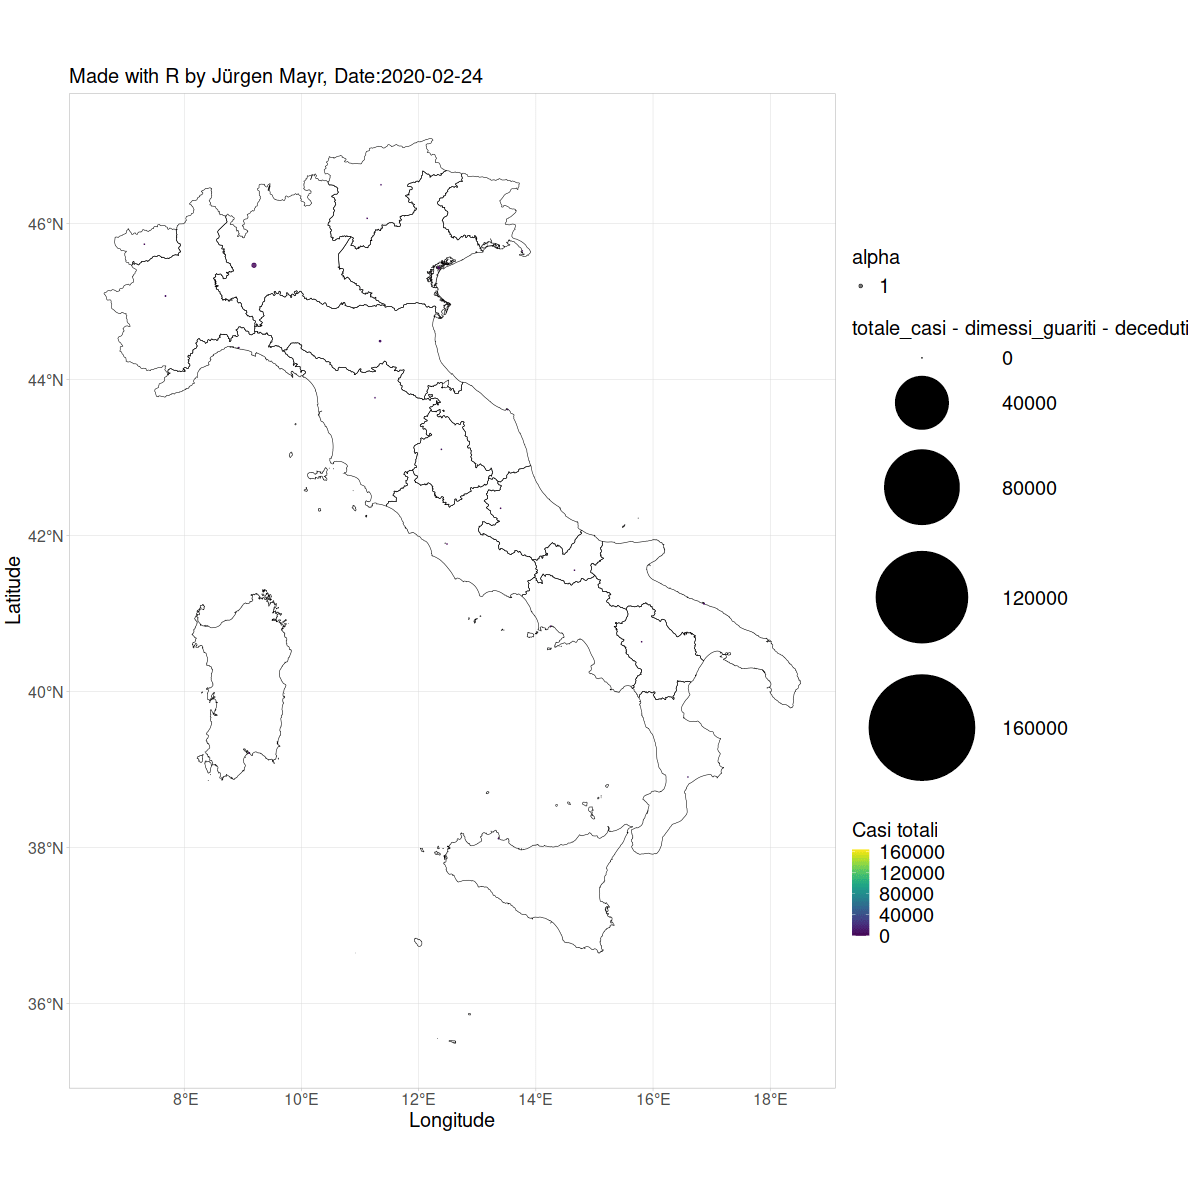 Made with R by Jürgen Mayr, Date:2020-02-24
46°N
44°N
42°N
40°N
38°N
36°N
Latitude
8°E
10°E
12°E
14°E
16°E
18°E
Longitude
alpha
1
totale_casi - dimessi_guariti - deceduti
0
40000
80000
120000
160000
Casi totali
160000
120000
80000
40000
0